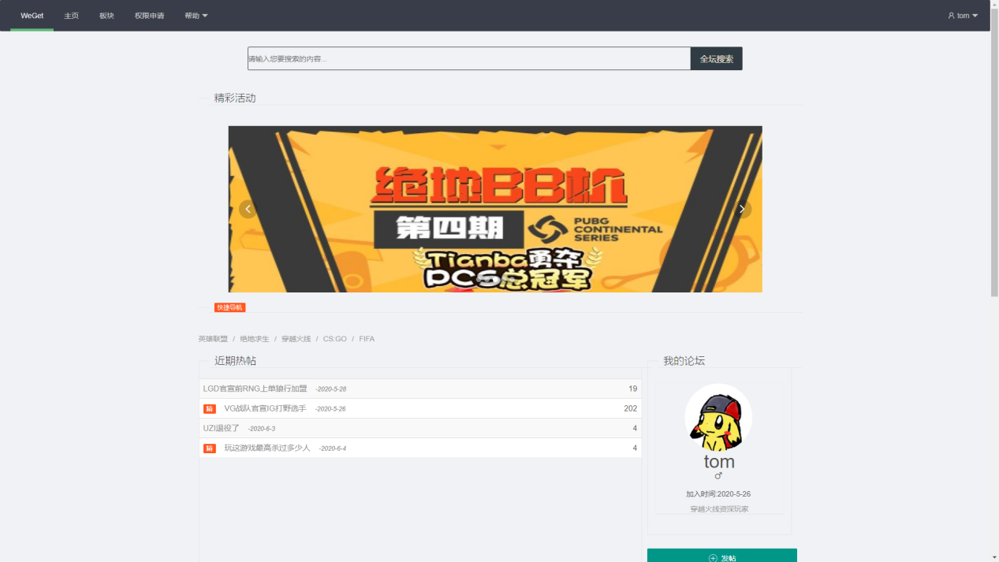 WeGet 主页 板块 权限申请 帮助 tom
请输入您要搜索的内容... 全坛搜索
精彩活动
绝地BB机
第四期 PUBG
CONTINENTAL
SERIES
Tianba勇夺
PCS总冠军
快捷导航
英雄联盟 / 绝地求生 / 穿越火线 / CS:GO / FIFA
近期热帖
LGD官宣前RNG上单狼行加盟 -2020-5-28 19
精 VG战队官宣IG打野选手 -2020-5-26 202
UZI退役了 -2020-6-3 4
精 玩这游戏最高杀过多少人 -2020-6-4 4
我的论坛
tom
♂
加入时间:2020-5-26
穿越火线资深玩家
发帖